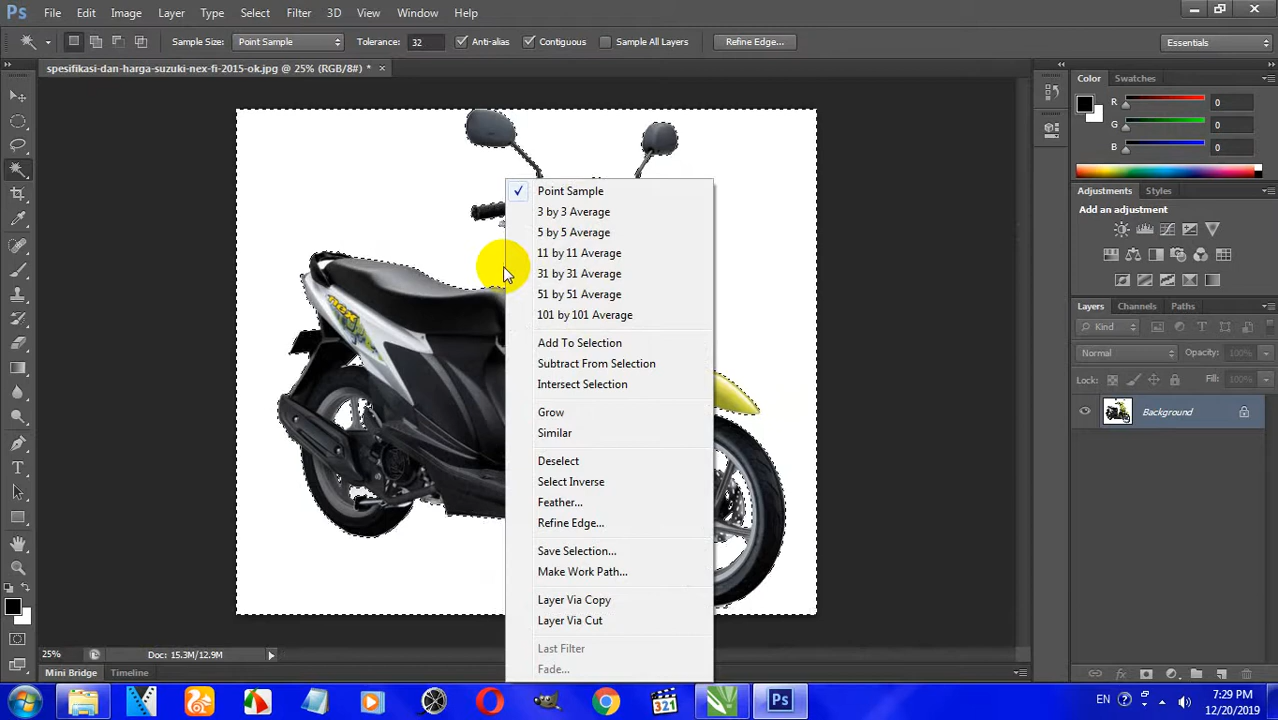 Ps File Edit Image Layer Type Select Filter 3D View Window Help
Sample Size: Point Sample Tolerance: 32 Anti-alias Contiguous Sample All Layers Refine Edge... Essentials
spesifikasi-dan-harga-suzuki-nex-fi-2015-ok.jpg @ 25% (RGB/8#) * ×
Color Swatches
R 0
G 0
B 0
Adjustments Styles
Add an adjustment
Layers Channels Paths
Kind
Normal Opacity: 100%
Lock: Fill: 100%
Background
Point Sample
3 by 3 Average
5 by 5 Average
11 by 11 Average
31 by 31 Average
51 by 51 Average
101 by 101 Average
Add To Selection
Subtract From Selection
Intersect Selection
Grow
Similar
Deselect
Select Inverse
Feather...
Refine Edge...
Save Selection...
Make Work Path...
Layer Via Copy
Layer Via Cut
Last Filter
Fade...
25% Doc: 15.3M/12.9M
Mini Bridge Timeline
321 Ps EN 7:29 PM
12/20/2019